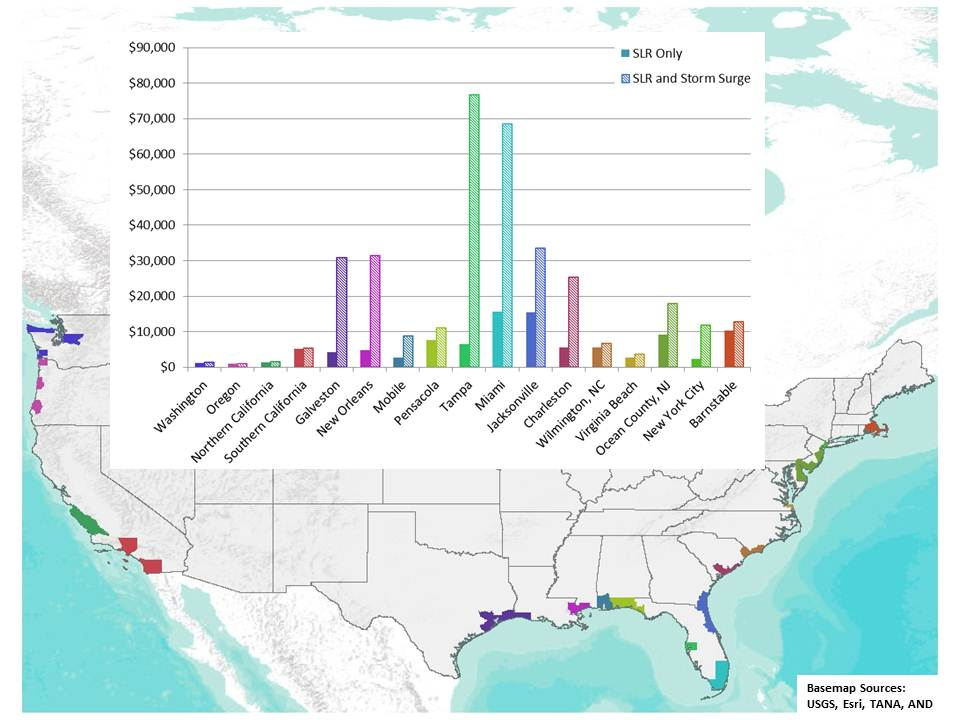 $90,000
$80,000
$70,000
$60,000
$50,000
$40,000
$30,000
$20,000
$10,000
$0
SLR Only
SLR and Storm Surge
Washington
Oregon
Northern California
Southern California
Galveston
New Orleans
Mobile
Pensacola
Tampa
Miami
Jacksonville
Charleston
Wilmington, NC
Virginia Beach
Ocean County, NJ
New York City
Barnstable
Basemap Sources:
USGS, Esri, TANA, AND